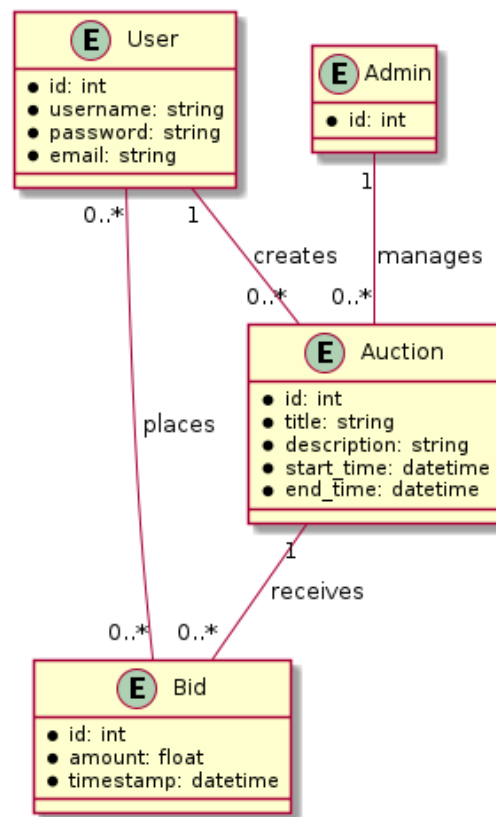 E User
id: int
username: string
password: string
email: string
E Admin
id: int
0..*
1
1
creates
manages
0..*
0..*
E Auction
id: int
title: string
description: string
start_time: datetime
end_time: datetime
places
1
receives
0..*
0..*
E Bid
id: int
amount: float
timestamp: datetime